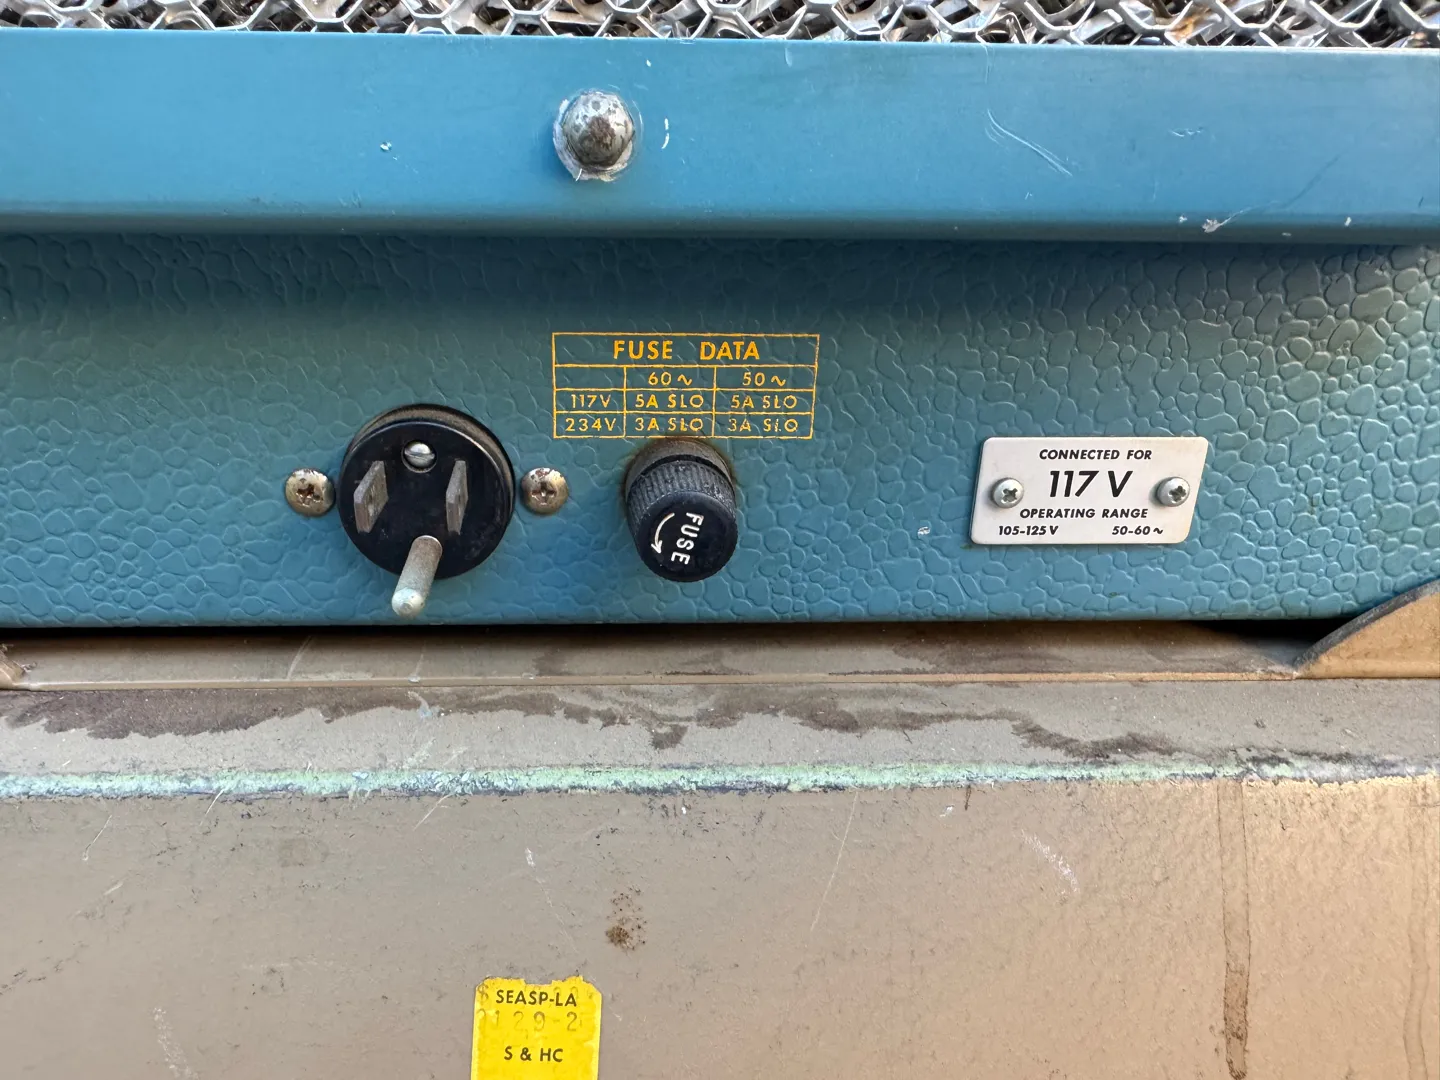 FUSE DATA
60~ 50~
117V 5A SLO 5A SLO
234V 3A SLO 3A SLO
FUSE
CONNECTED FOR
117 V
OPERATING RANGE
105-125 V 50-60~
SEASP-LA
S & HC